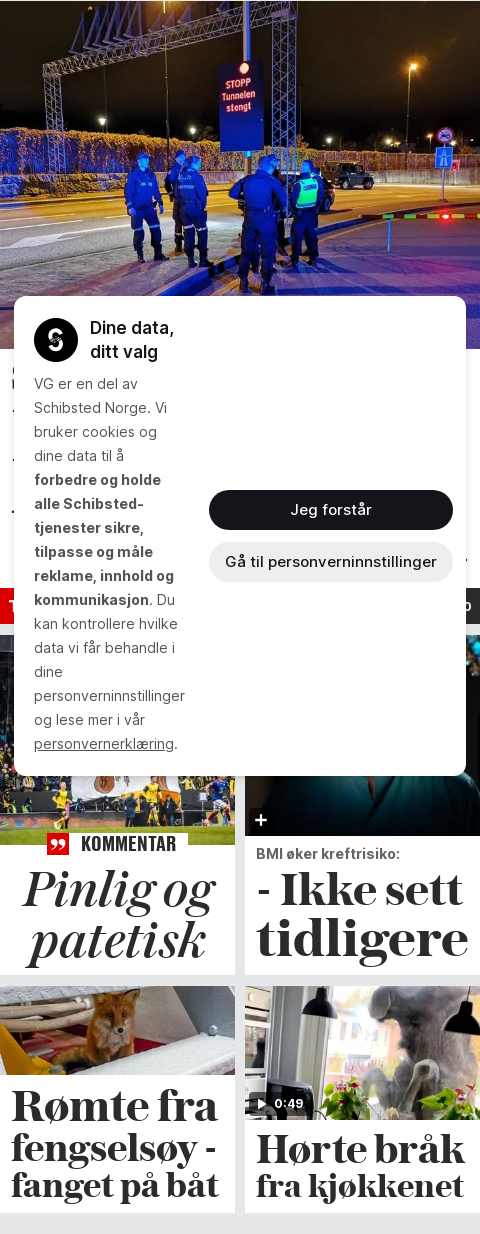 STOPP
Tunnelen
stengt
Dine data,
ditt valg
VG er en del av
Schibsted Norge. Vi
bruker cookies og
dine data til å
forbedre og holde
alle Schibsted-
tjenester sikre,
tilpasse og måle
reklame, innhold og
kommunikasjon. Du
kan kontrollere hvilke
data vi får behandle i
dine
personverninnstillinger
og lese mer i vår
personvernerklæring.
Jeg forstår
Gå til personverninnstillinger
KOMMENTAR
Pinlig og
patetisk
BMI øker kreftrisiko:
- Ikke sett
tidligere
Rømte fra
fengselsøy -
fanget på båt
0:49
Hørte bråk
fra kjøkkenet